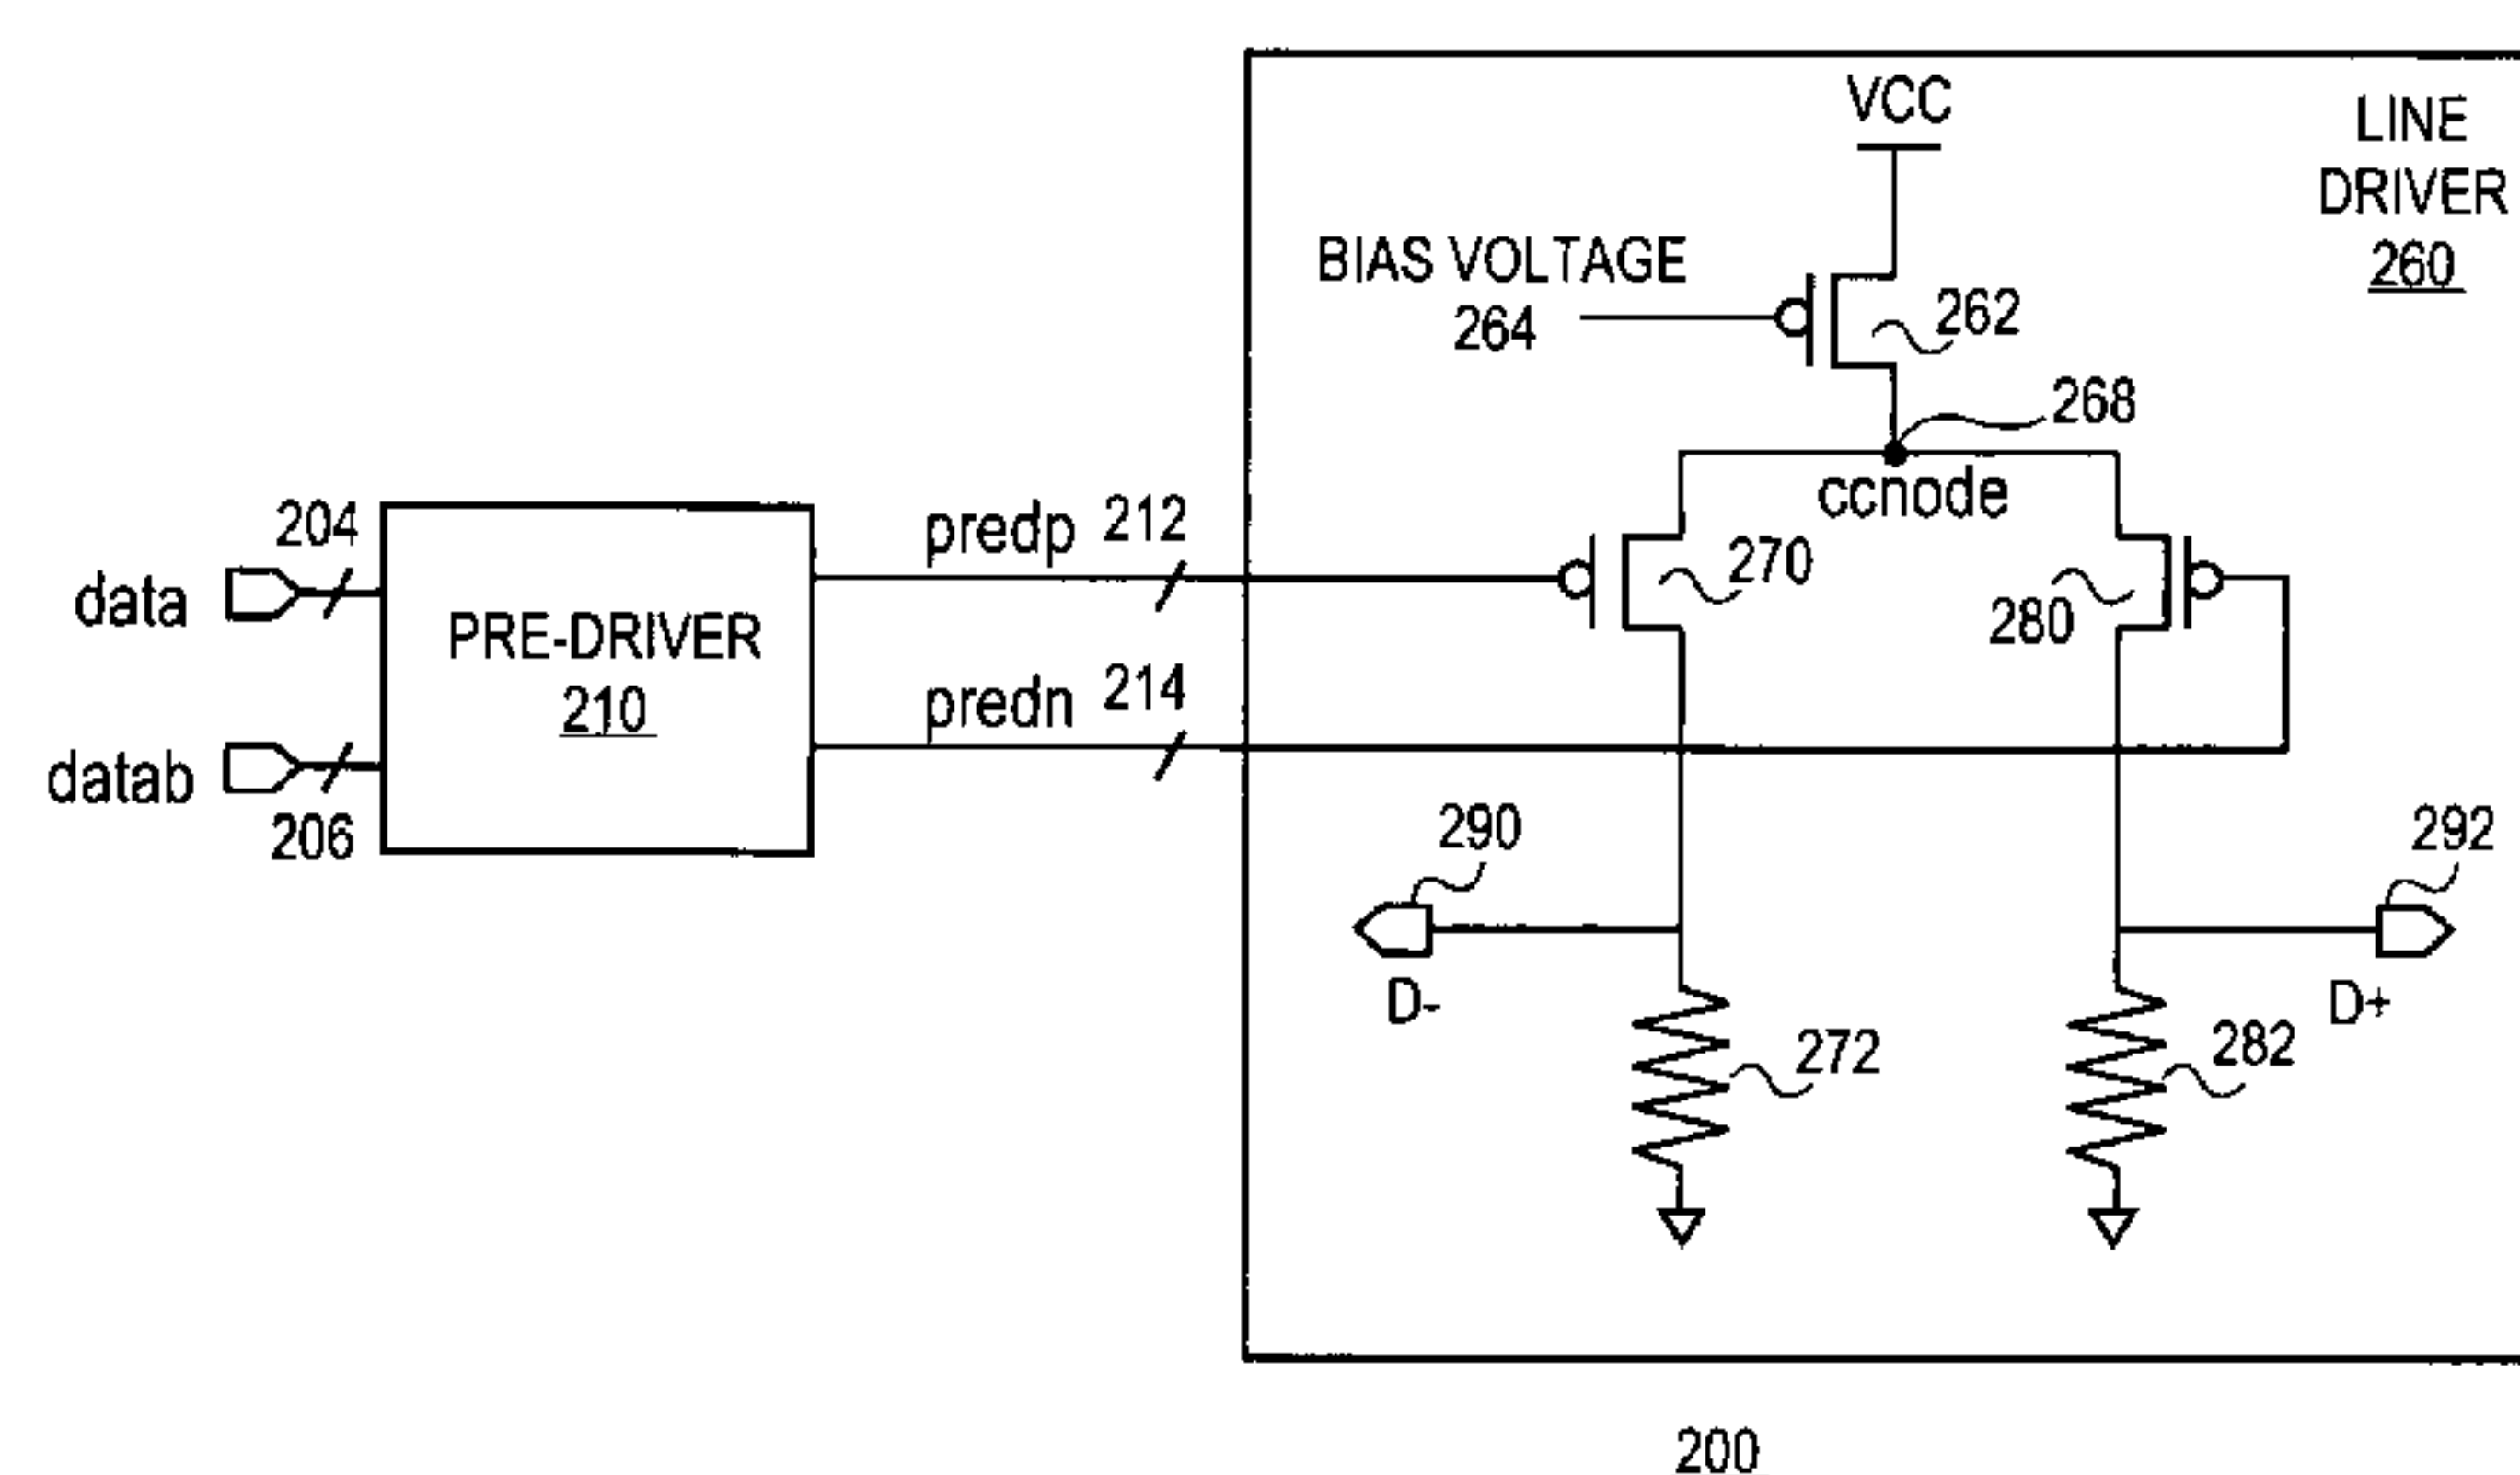 VCC
LINE
DRIVER
260
BIAS VOLTAGE
264
262
268
ccnode
204
data
PRE-DRIVER
210
datab
206
predp 212
predn 214
270
280
290
D-
292
D+
272
282
200